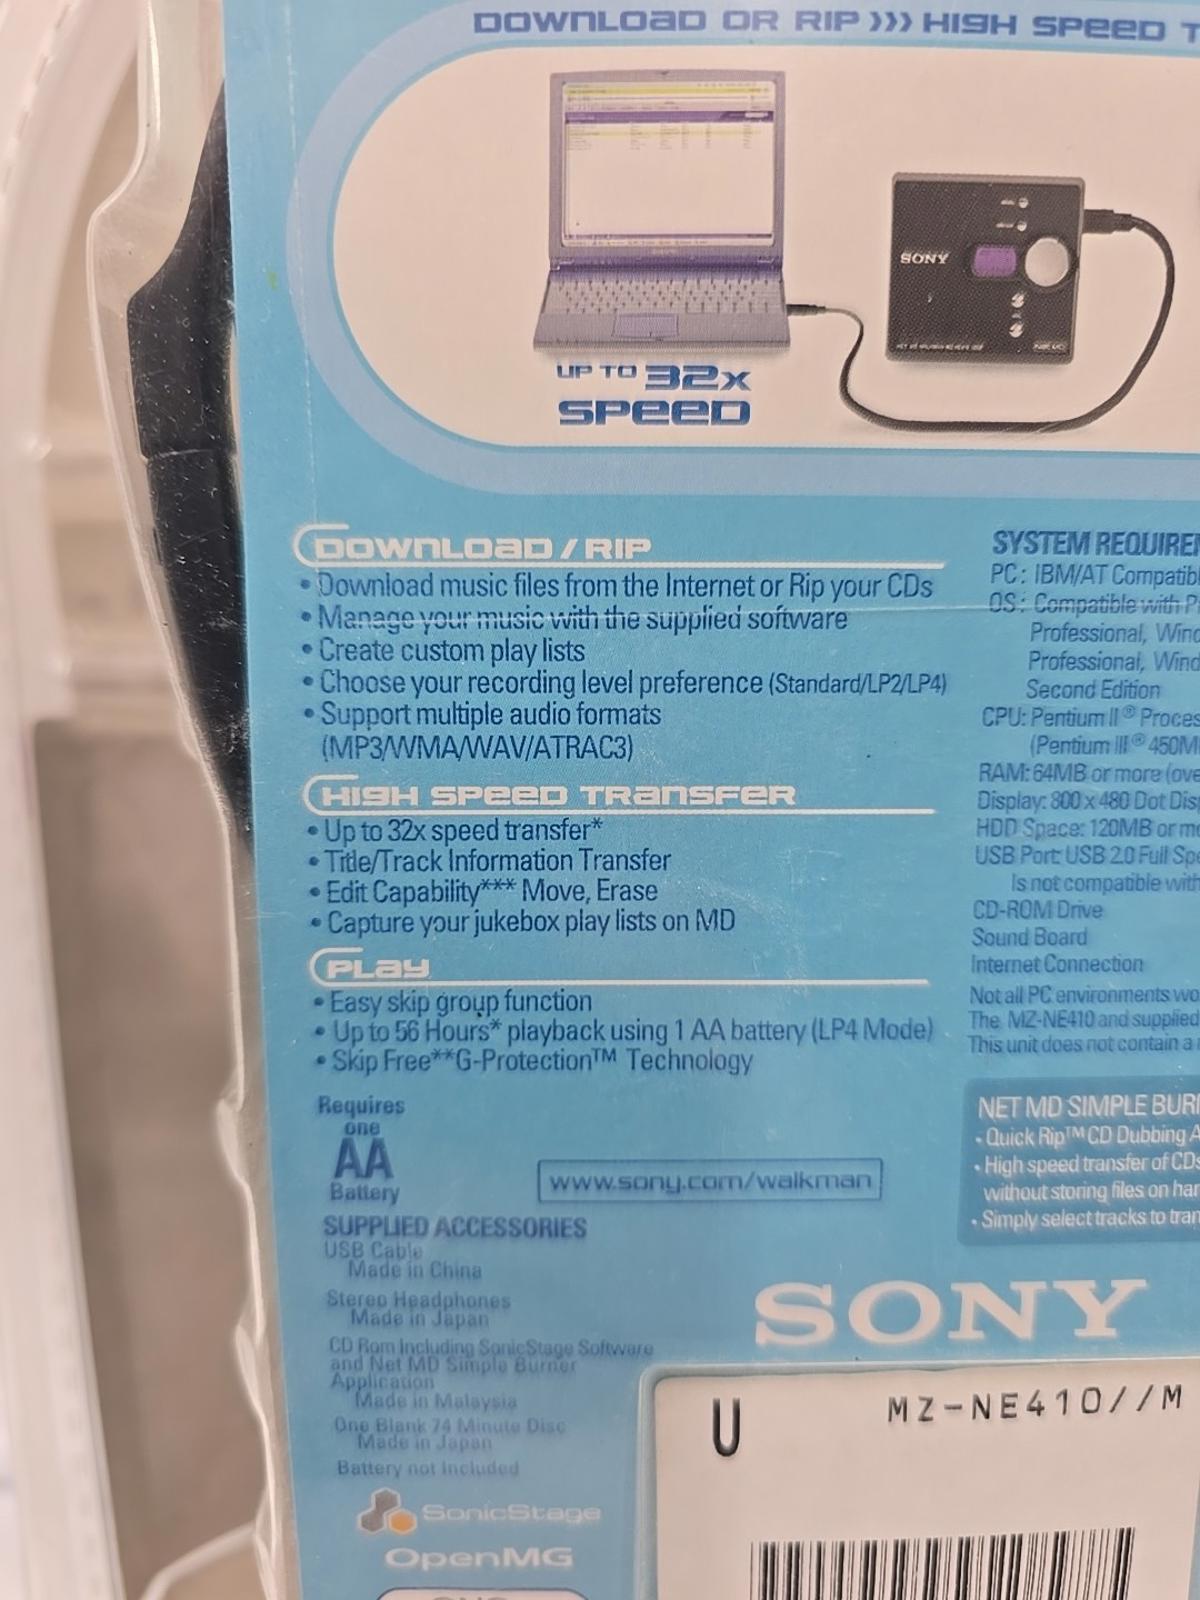 DOWNLOAD OR RIP ❯❯❯ HIGH SPEED T
SONY
UP TO 32x
SPEED
DOWNLOAD / RIP
• Download music files from the Internet or Rip your CDs
• Manage your music with the supplied software
• Create custom play lists
• Choose your recording level preference (Standard/LP2/LP4)
• Support multiple audio formats
(MP3/WMA/WAV/ATRAC3)
HIGH SPEED TRANSFER
• Up to 32x speed transfer*
• Title/Track Information Transfer
• Edit Capability*** Move, Erase
• Capture your jukebox play lists on MD
PLAY
• Easy skip group function
• Up to 56 Hours* playback using 1 AA battery (LP4 Mode)
• Skip Free**G-Protection™ Technology
Requires
one
AA
Battery
www.sony.com/walkman
SUPPLIED ACCESSORIES
USB Cable
Made in China
Stereo Headphones
Made in Japan
CD Rom Including SonicStage Software
and Net MD Simple Burner
Application
Made in Malaysia
One Blank 74 Minute Disc
Made in Japan
Battery not Included
SonicStage
OpenMG
SYSTEM REQUIREM
PC: IBM/AT Compatibl
OS: Compatible with P
Professional, Wind
Professional, Wind
Second Edition
CPU: Pentium II® Proces
(Pentium III® 450M
RAM: 64MB or more (ove
Display: 800 x 480 Dot Dis
HDD Space: 120MB or mo
USB Port: USB 2.0 Full Spe
Is not compatible with
CD-ROM Drive
Sound Board
Internet Connection
Not all PC environments wo
The MZ-NE410 and supplied
This unit does not contain a
NET MD SIMPLE BUR
• Quick Rip™ CD Dubbing A
• High speed transfer of CDs
without storing files on har
• Simply select tracks to tran
SONY
U MZ-NE410//M